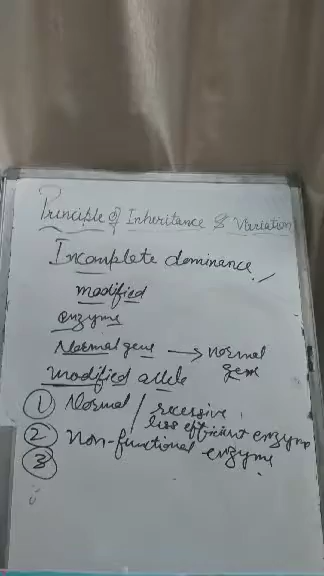 Principle of Inheritance & Variation
Incomplete dominance
modified
enzyme
Normal gene → normal gene
modified allele
① Normal / recessive less efficient enzyme
② Non-functional enzyme
③